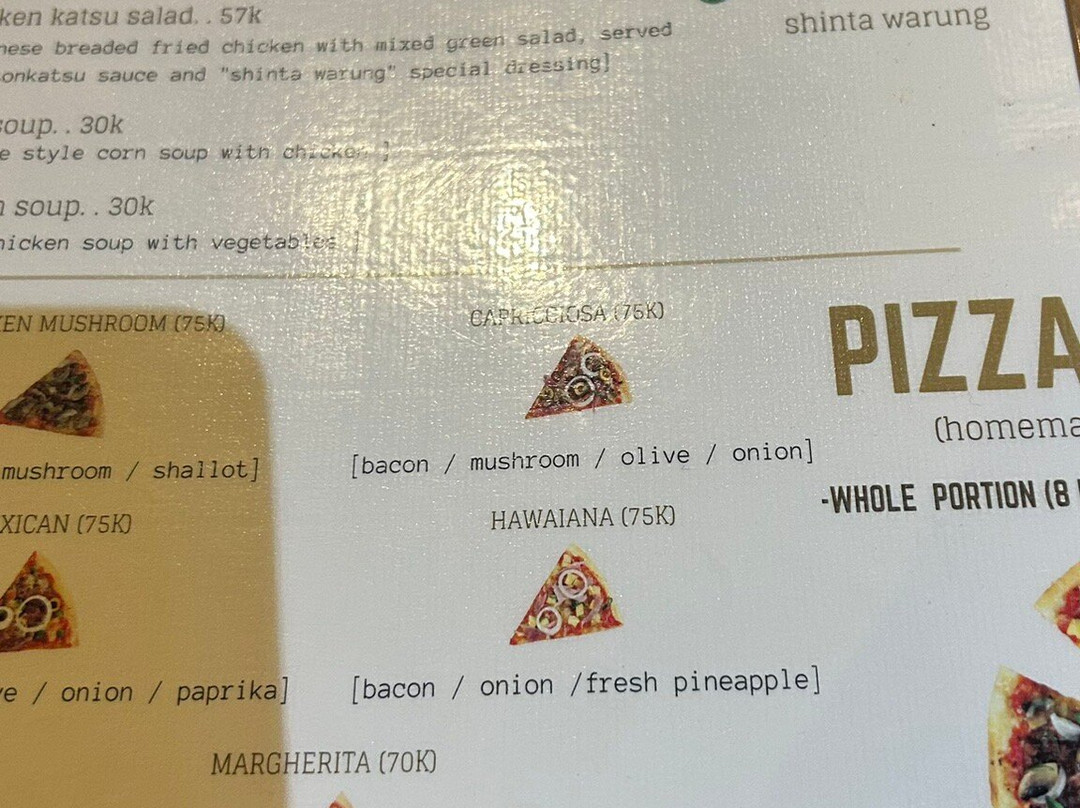 ken katsu salad. . 57k
nese breaded fried chicken with mixed green salad, served
onkatsu sauce and "shinta warung" special dressing]
shinta warung
soup. . 30k
e style corn soup with chicken ]
n soup. . 30k
hicken soup with vegetables ]
EN MUSHROOM (75K)
CAPRICCIOSA (75K)
PIZZA
(homema
mushroom / shallot]
[bacon / mushroom / olive / onion]
-WHOLE PORTION (8
XICAN (75K)
HAWAIANA (75K)
ve / onion / paprika]
[bacon / onion /fresh pineapple]
MARGHERITA (70K)